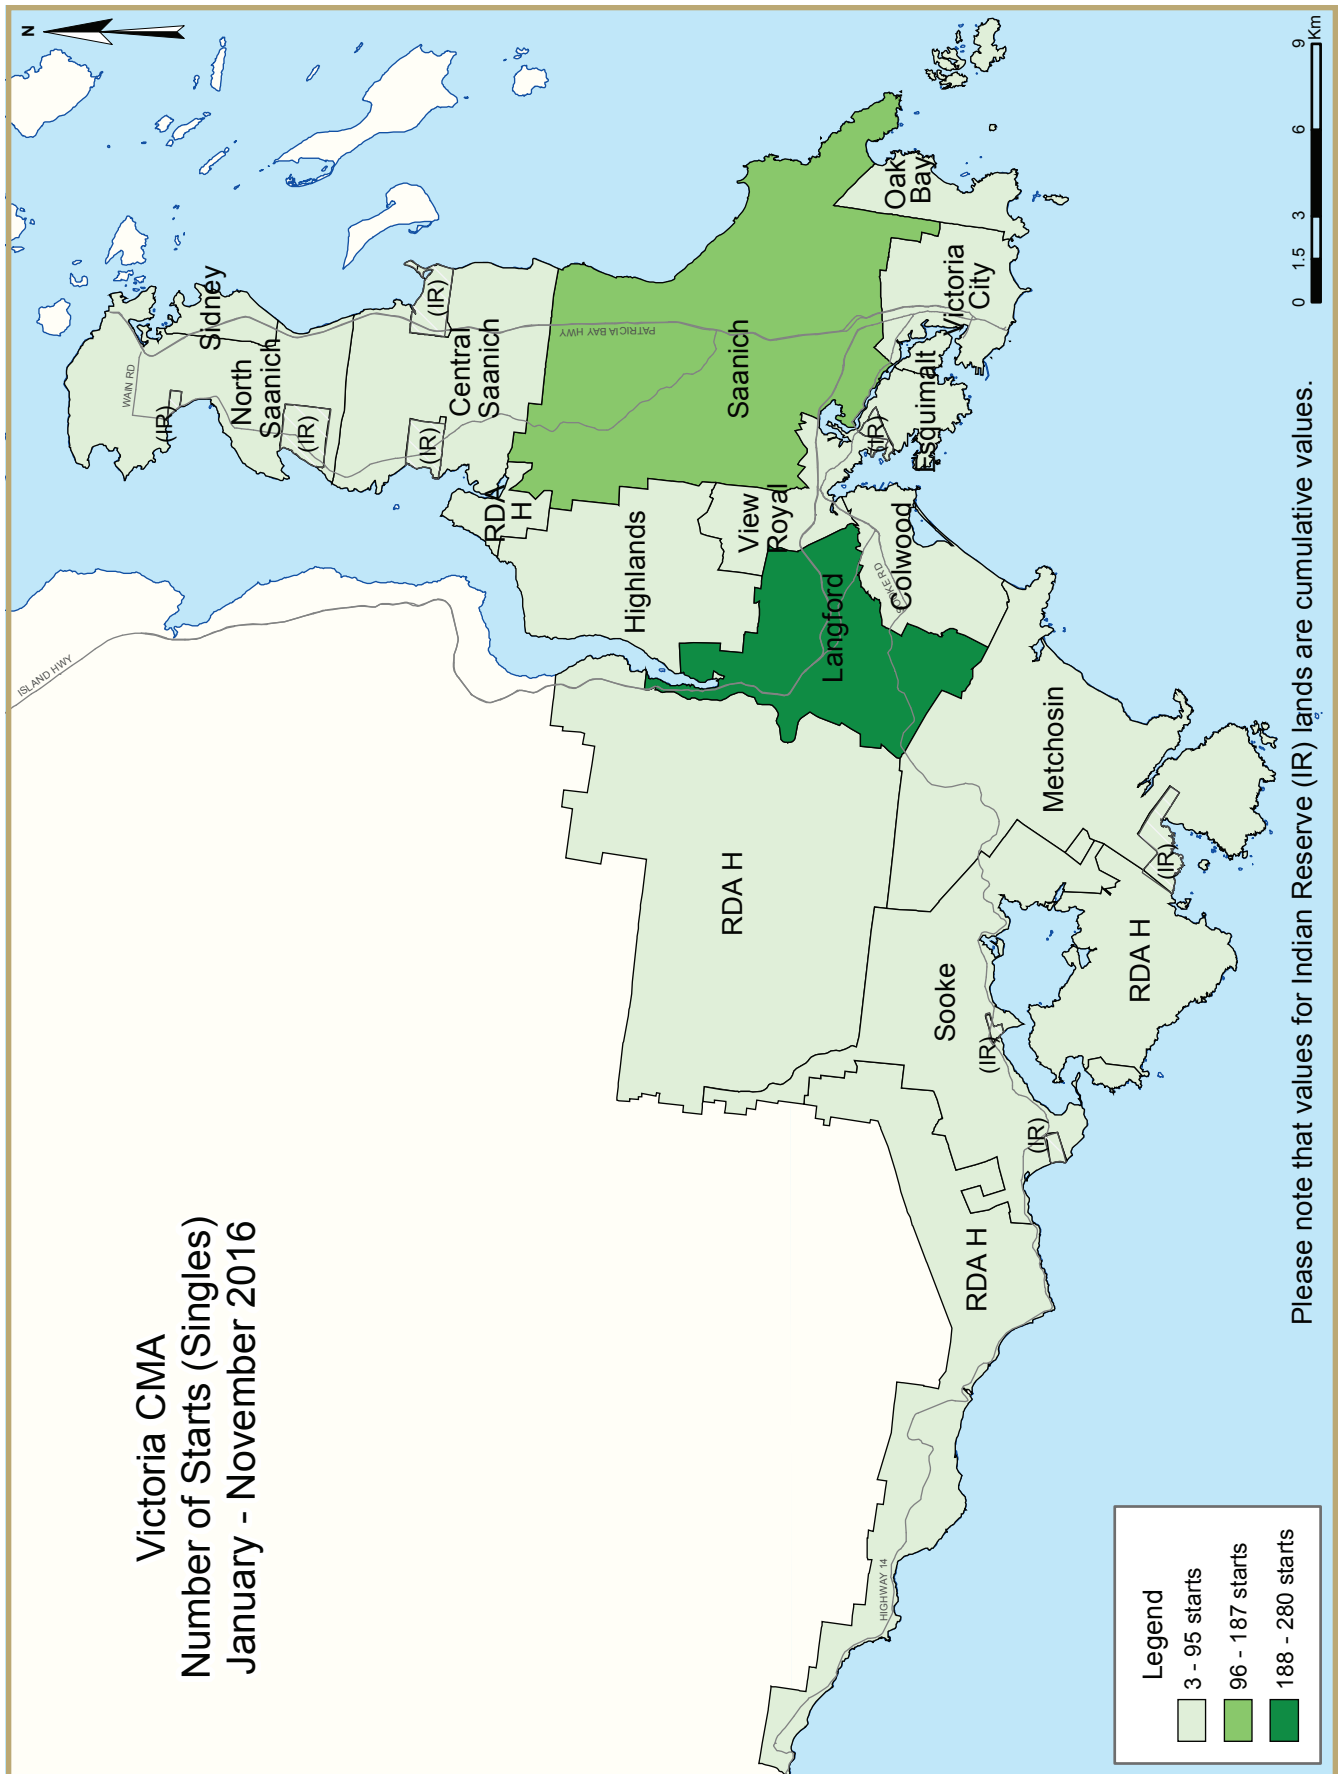 Victoria CMA
Number of Starts (Singles)
January - November 2016
N
ISLAND HWY
WAIN RD
(IR)
Sidney
North
Saanich
(IR)
(IR)
(IR)
Central
Saanich
PATRICIA BAY HWY
RDA
H
Saanich
Highlands
View
Royal
Oak
Bay
Victoria
City
Esquimalt
(IR)
Langford
Colwood
SOOKE RD
RDA H
Metchosin
(IR)
Sooke
(IR)
RDA H
(IR)
RDA H
HIGHWAY 14
Legend
3 - 95 starts
96 - 187 starts
188 - 280 starts
0 1.5 3 6 9
Km
Please note that values for Indian Reserve (IR) lands are cumulative values.